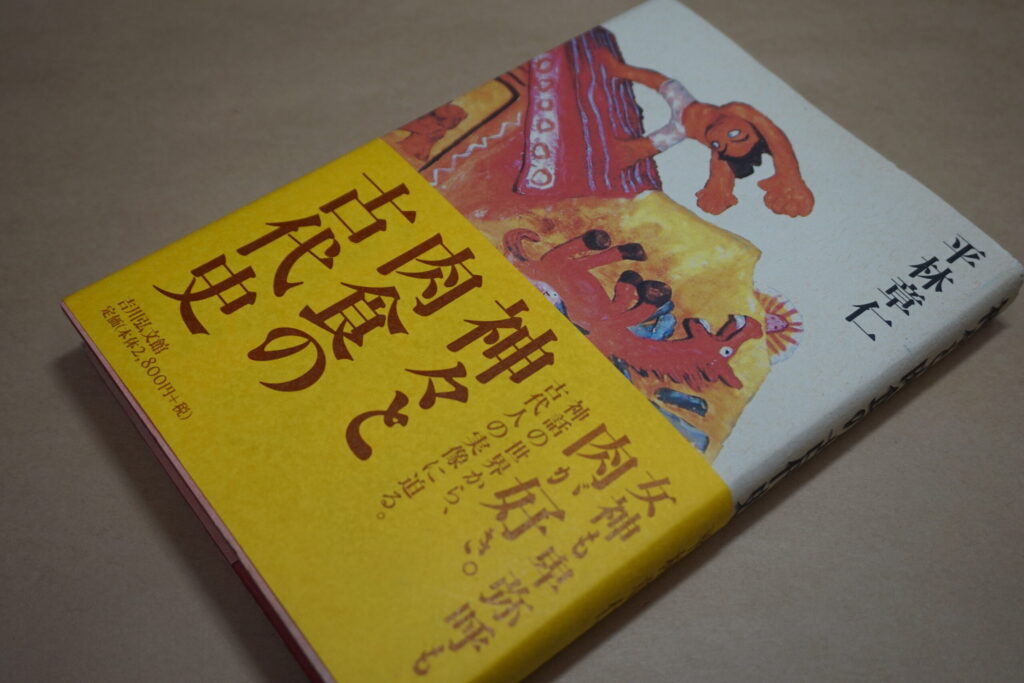 平林章仁
女神も卑弥呼も
肉が好き。
神話の世界から、
古代人の実像に迫る。
神々と
肉食の
古代史
吉川弘文館
定価(本体2,800円+税)